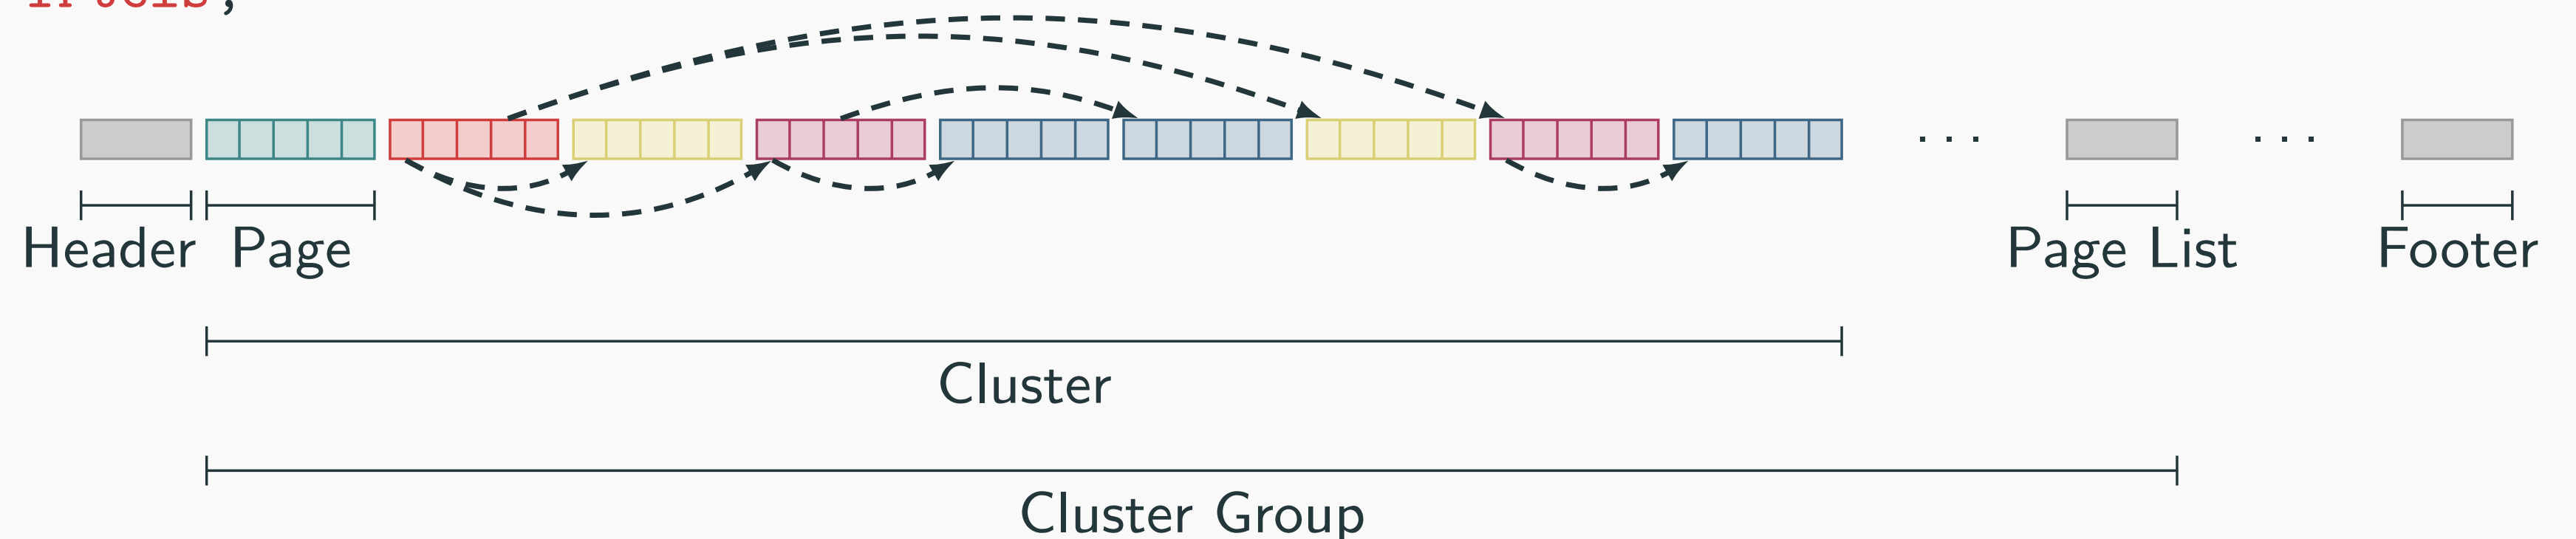 Header Page Page List Footer
Cluster
Cluster Group